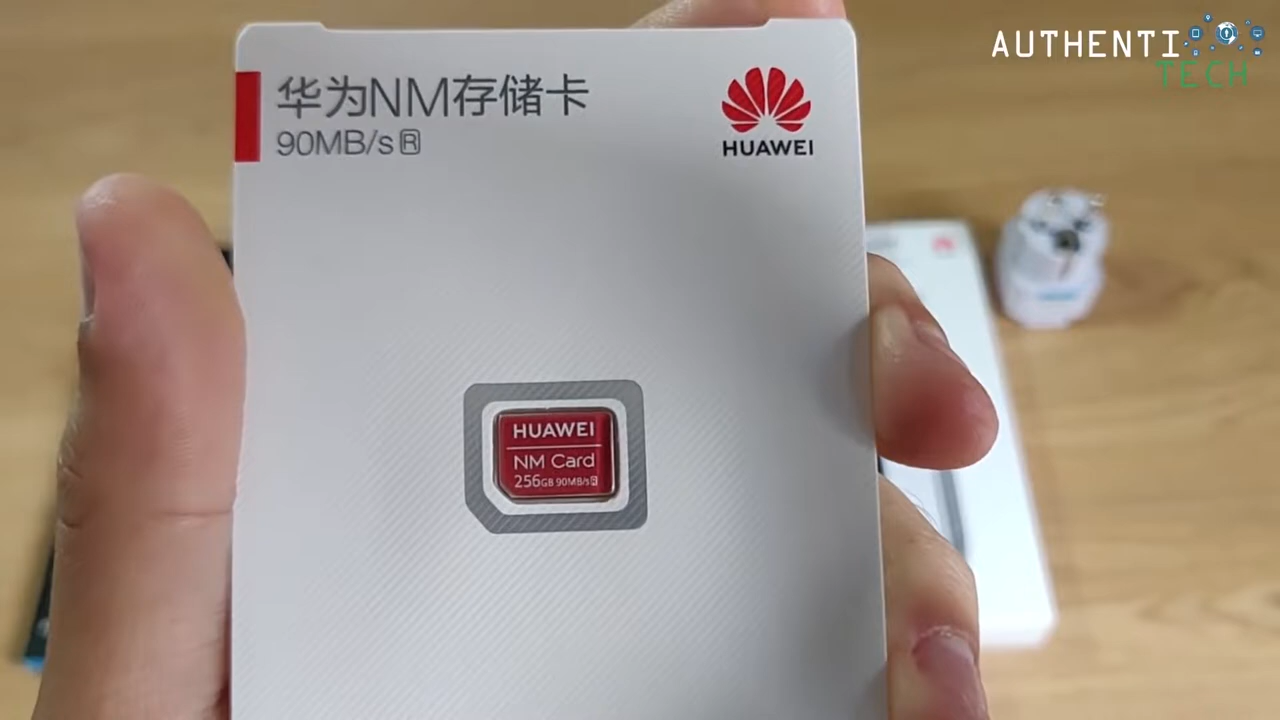 AUTHENTI
TECH
华为NM存储卡
90MB/s R
HUAWEI
HUAWEI
NM Card
256GB 90MB/s R